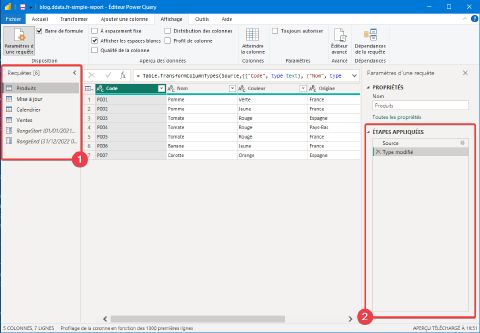 blog.ddata.fr-simple-report - Éditeur Power Query
Fichier Accueil Transformer Ajouter une colonne Affichage Outils Aide
Paramètres d'une requête
Barre de formule
À espacement fixe
Afficher les espaces blancs
Qualité de la colonne
Distribution des colonnes
Profil de colonne
Atteindre la colonne
Toujours autoriser
Éditeur avancé
Dépendances de la requête
Disposition Aperçu des données Colonnes Paramètres Avancé Dépendances
Requêtes [6]
Produits
Mise à jour
Calendrier
Ventes
RangeStart (01/01/2021...
RangeEnd (31/12/2022 0...
1
= Table.TransformColumnTypes(Source,{{"Code", type text}, {"Nom", type
Code Nom Couleur Origine
1 P001 Pomme Verte France
2 P002 Pomme Jaune France
3 P003 Tomate Rouge Espagne
4 P004 Tomate Rouge Pays-Bas
5 P005 Tomate Rouge France
6 P006 Banane Jaune France
7 P007 Carotte Orange Espagne
Paramètres d'une requête
PROPRIÉTÉS
Nom
Produits
Toutes les propriétés
ÉTAPES APPLIQUÉES
Source
Type modifié
2
5 COLONNES, 7 LIGNES Profilage de la colonne en fonction des 1000 premières lignes APERÇU TÉLÉCHARGÉ À 19:51